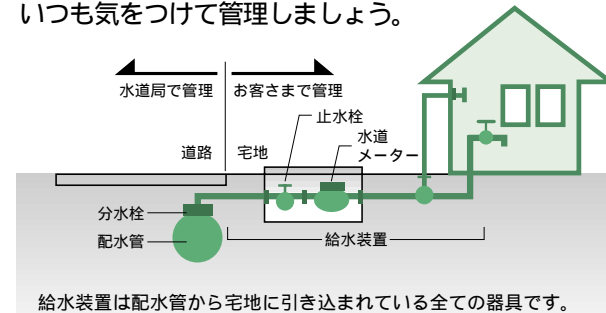 いつも気をつけて管理しましょう。
水道局で管理
お客さまで管理
止水栓
水道
メーター
道路
宅地
分水栓
配水管
給水装置
給水装置は配水管から宅地に引き込まれている全ての器具です。